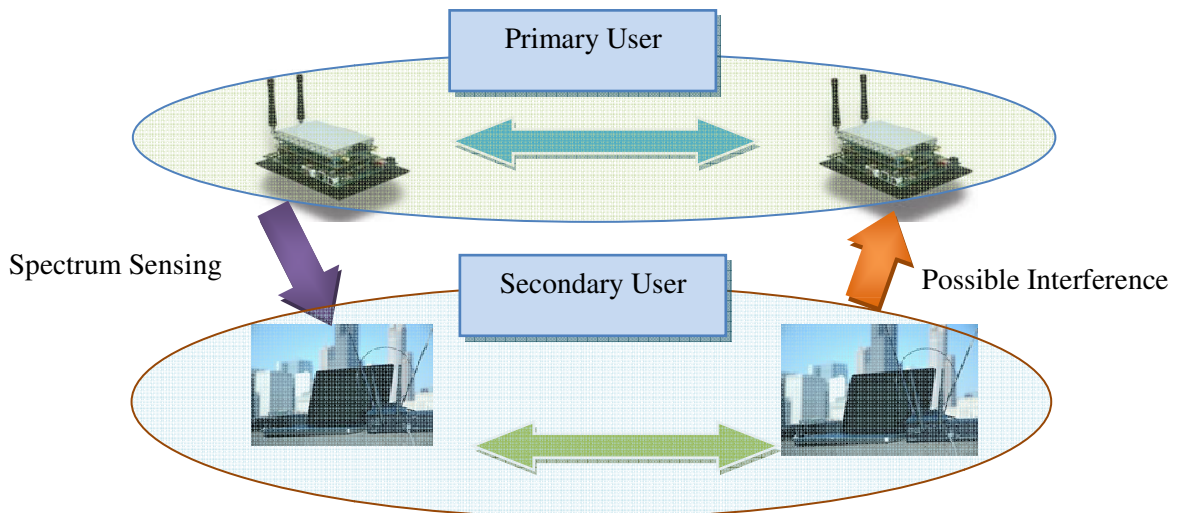 Primary User
Spectrum Sensing
Secondary User
Possible Interference